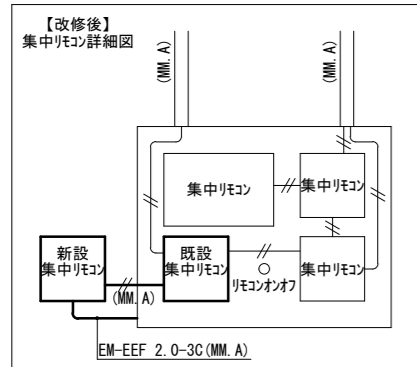 【改修後】
集中リモコン詳細図
(MM. A)
(MM. A)
集中リモコン
集中リモコン
新設
集中リモコン
既設
集中リモコン
集中リモコン
リモコンオンオフ
(MM. A)
EM-EEF 2.0-3C(MM. A)